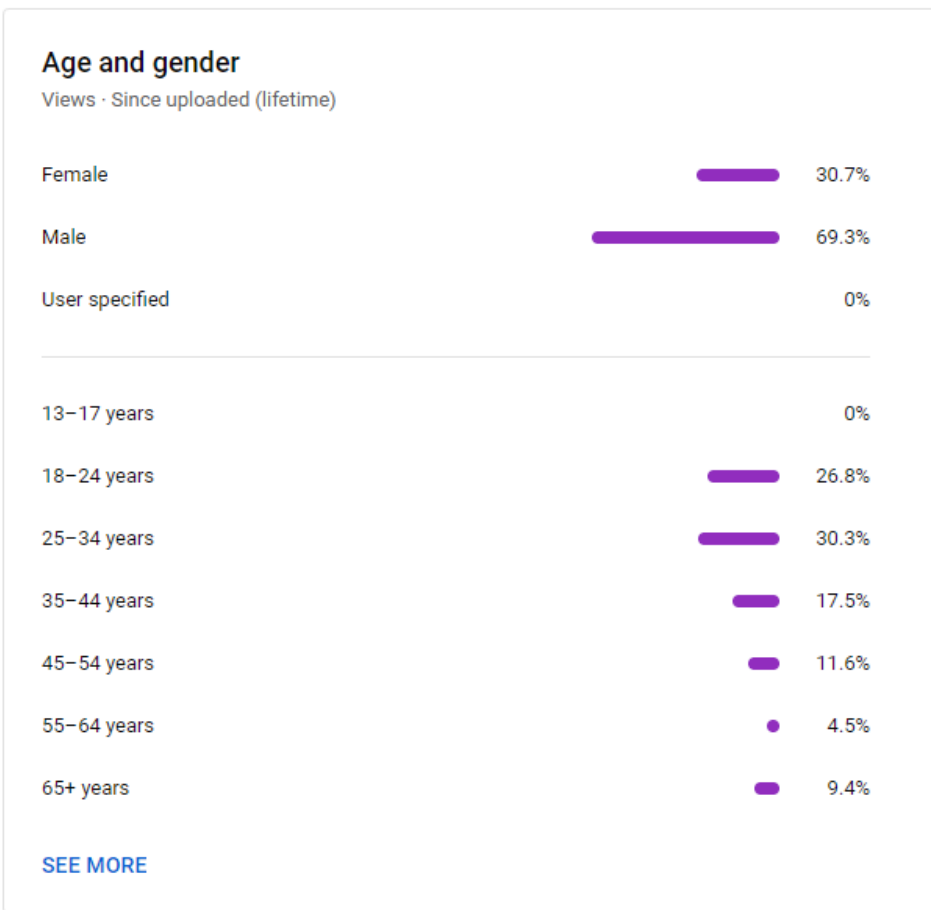 Age and gender
Views · Since uploaded (lifetime)
Female 30.7%
Male 69.3%
User specified 0%
13–17 years 0%
18–24 years 26.8%
25–34 years 30.3%
35–44 years 17.5%
45–54 years 11.6%
55–64 years 4.5%
65+ years 9.4%
SEE MORE